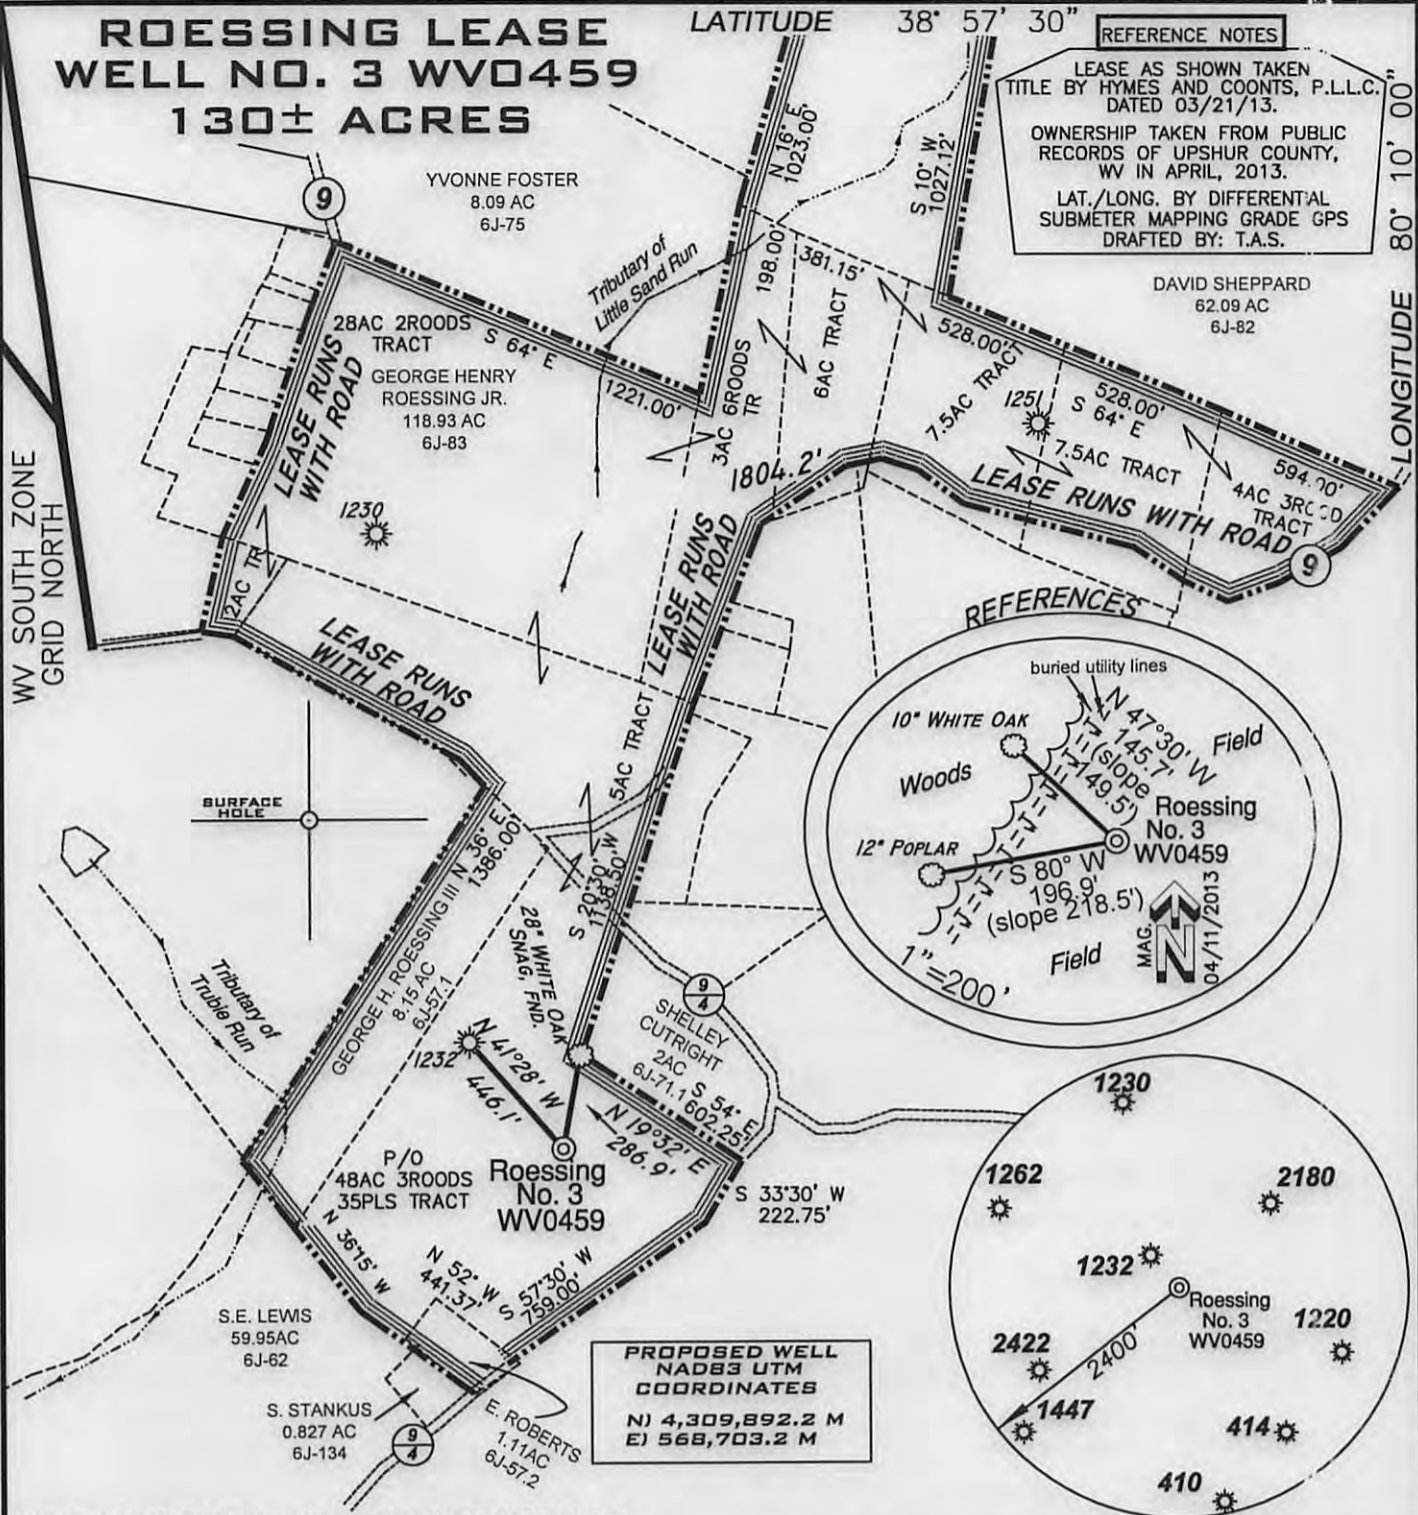 ROESSING LEASE
WELL NO. 3 WV0459
130± ACRES
LATITUDE 38° 57' 30"
REFERENCE NOTES
LEASE AS SHOWN TAKEN
TITLE BY HYMES AND COONTS, P.L.L.C.
DATED 03/21/13.
OWNERSHIP TAKEN FROM PUBLIC
RECORDS OF UPSHUR COUNTY,
WV IN APRIL, 2013.
LAT./LONG. BY DIFFERENTIAL
SUBMETER MAPPING GRADE GPS
DRAFTED BY: T.A.S.
LONGITUDE 80° 10' 00"
YVONNE FOSTER
8.09 AC
6J-75
9
N 16° E
1023.00'
S 10° W
1027.12'
DAVID SHEPPARD
62.09 AC
6J-82
Tributary of
Little Sand Run
198.00'
381.15'
28AC 2ROODS
TRACT
S 64° E
1221.00'
GEORGE HENRY
ROESSING JR.
118.93 AC
6J-83
LEASE RUNS
WITH ROAD
3AC 6ROODS
TR
6AC TRACT
528.00'
7.5AC TRACT
1251
528.00'
S 64° E
7.5AC TRACT
594.00'
4AC 3ROOD
TRACT
1804.2'
LEASE RUNS WITH ROAD
9
1230
WV SOUTH ZONE
GRID NORTH
2AC TR
LEASE RUNS
WITH ROAD
LEASE RUNS
WITH ROAD
5AC TRACT
SURFACE
HOLE
REFERENCES
buried utility lines
10" WHITE OAK
N 47°30' W
145.7'
(slope
149.5')
Field
Woods
Roessing
No. 3
WV0459
12" POPLAR
S 80° W
196.9'
(slope 218.5')
Field
1"=200'
MAG.
N
04/11/2013
N 36° E
1386.00'
GEORGE H. ROESSING III
8.15 AC
6J-57.1
S 20°30' W
1138.50'
28" WHITE OAK
SNAG, FND.
Tributary of
Truble Run
9
4
SHELLEY
CUTRIGHT
2AC
6J-71.1
S 54° E
602.25'
1232
N 41°28' W
446.1'
N 19°32' E
286.9'
P/O
48AC 3ROODS
35PLS TRACT
Roessing
No. 3
WV0459
S 33°30' W
222.75'
N 36°15' W
N 52° W
441.37'
S 57°30' W
759.00'
S.E. LEWIS
59.95AC
6J-62
S. STANKUS
0.827 AC
6J-134
9
4
E. ROBERTS
1.11AC
6J-57.2
PROPOSED WELL
NAD83 UTM
COORDINATES
N) 4,309,892.2 M
E) 568,703.2 M
1230
1262
2180
1232
Roessing
No. 3
WV0459
1220
2422
2400'
1447
414
410